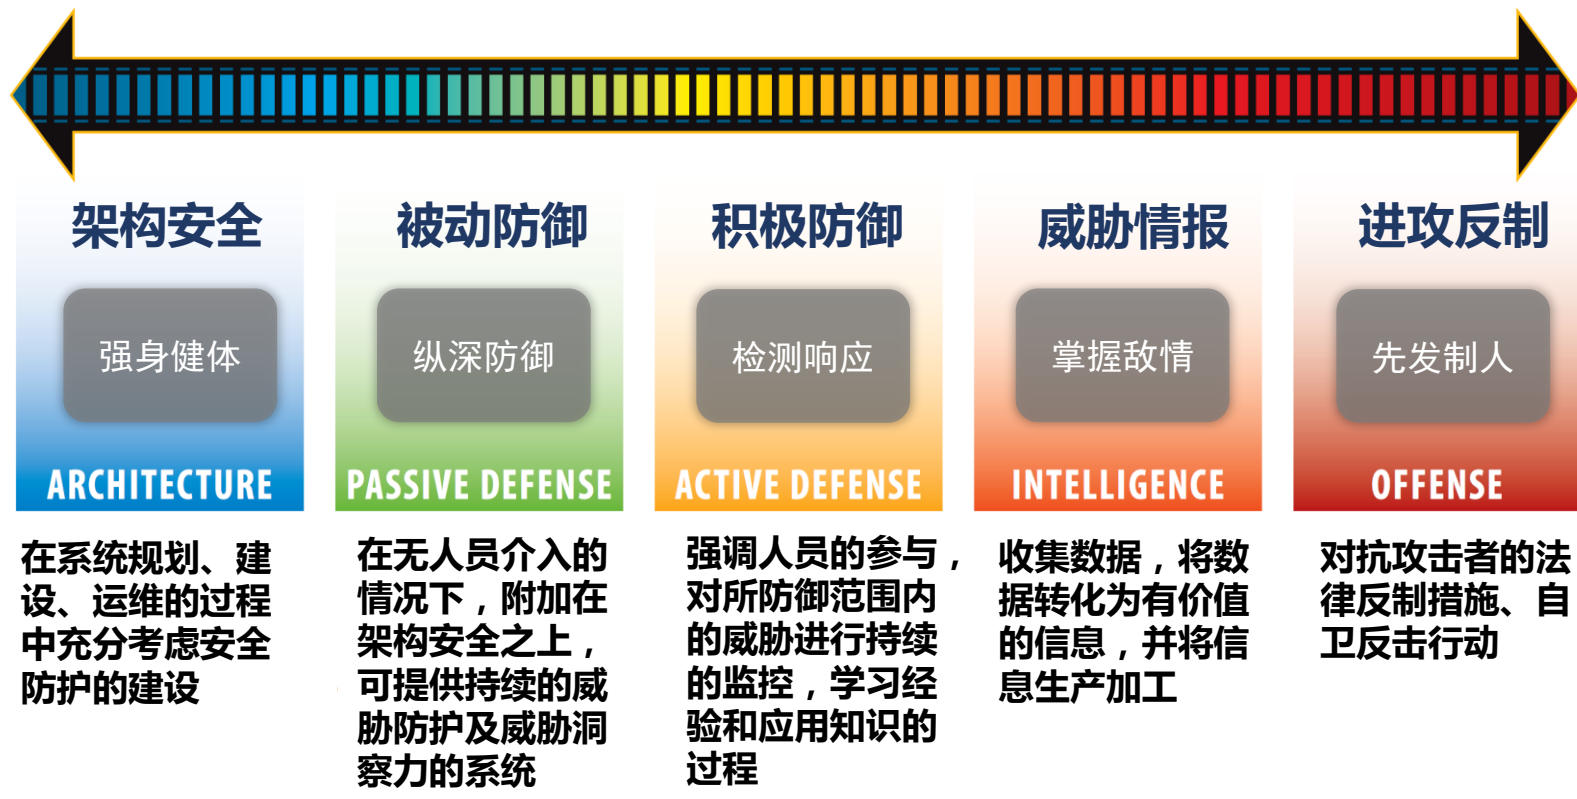 架构安全
被动防御
积极防御
威胁情报
进攻反制
强身健体
纵深防御
检测响应
掌握敌情
先发制人
ARCHITECTURE
PASSIVE DEFENSE
ACTIVE DEFENSE
INTELLIGENCE
OFFENSE
在系统规划、建
设、运维的过程
中充分考虑安全
防护的建设
在无人员介入的
情况下，附加在
架构安全之上，
可提供持续的威
胁防护及威胁洞
察力的系统
强调人员的参与，
对所防御范围内
的威胁进行持续
的监控，学习经
验和应用知识的
过程
收集数据，将数
据转化为有价值
的信息，并将信
息生产加工
对抗攻击者的法
律反制措施、自
卫反击行动